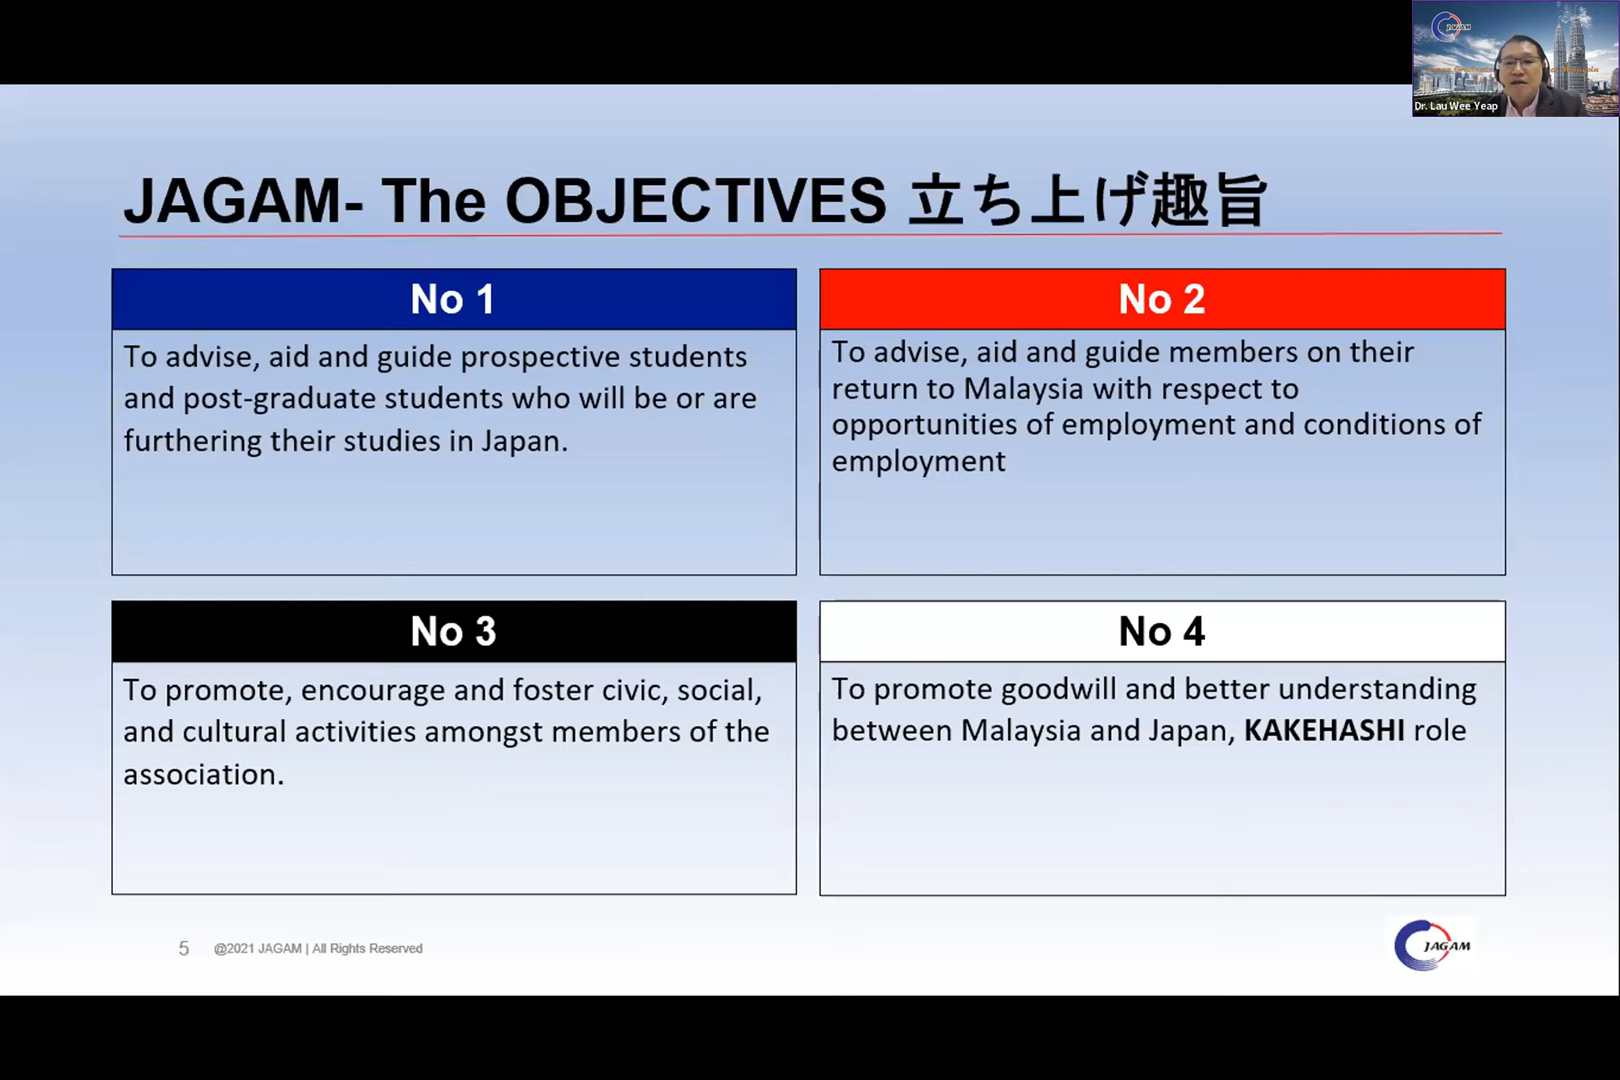 JAGAM
Dr. Lau Wee Yeap
JAGAM- The OBJECTIVES 立ち上げ趣旨
No 1
To advise, aid and guide prospective students
and post-graduate students who will be or are
furthering their studies in Japan.
No 2
To advise, aid and guide members on their
return to Malaysia with respect to
opportunities of employment and conditions of
employment
No 3
To promote, encourage and foster civic, social,
and cultural activities amongst members of the
association.
No 4
To promote goodwill and better understanding
between Malaysia and Japan, KAKEHASHI role
5 @2021 JAGAM | All Rights Reserved
JAGAM